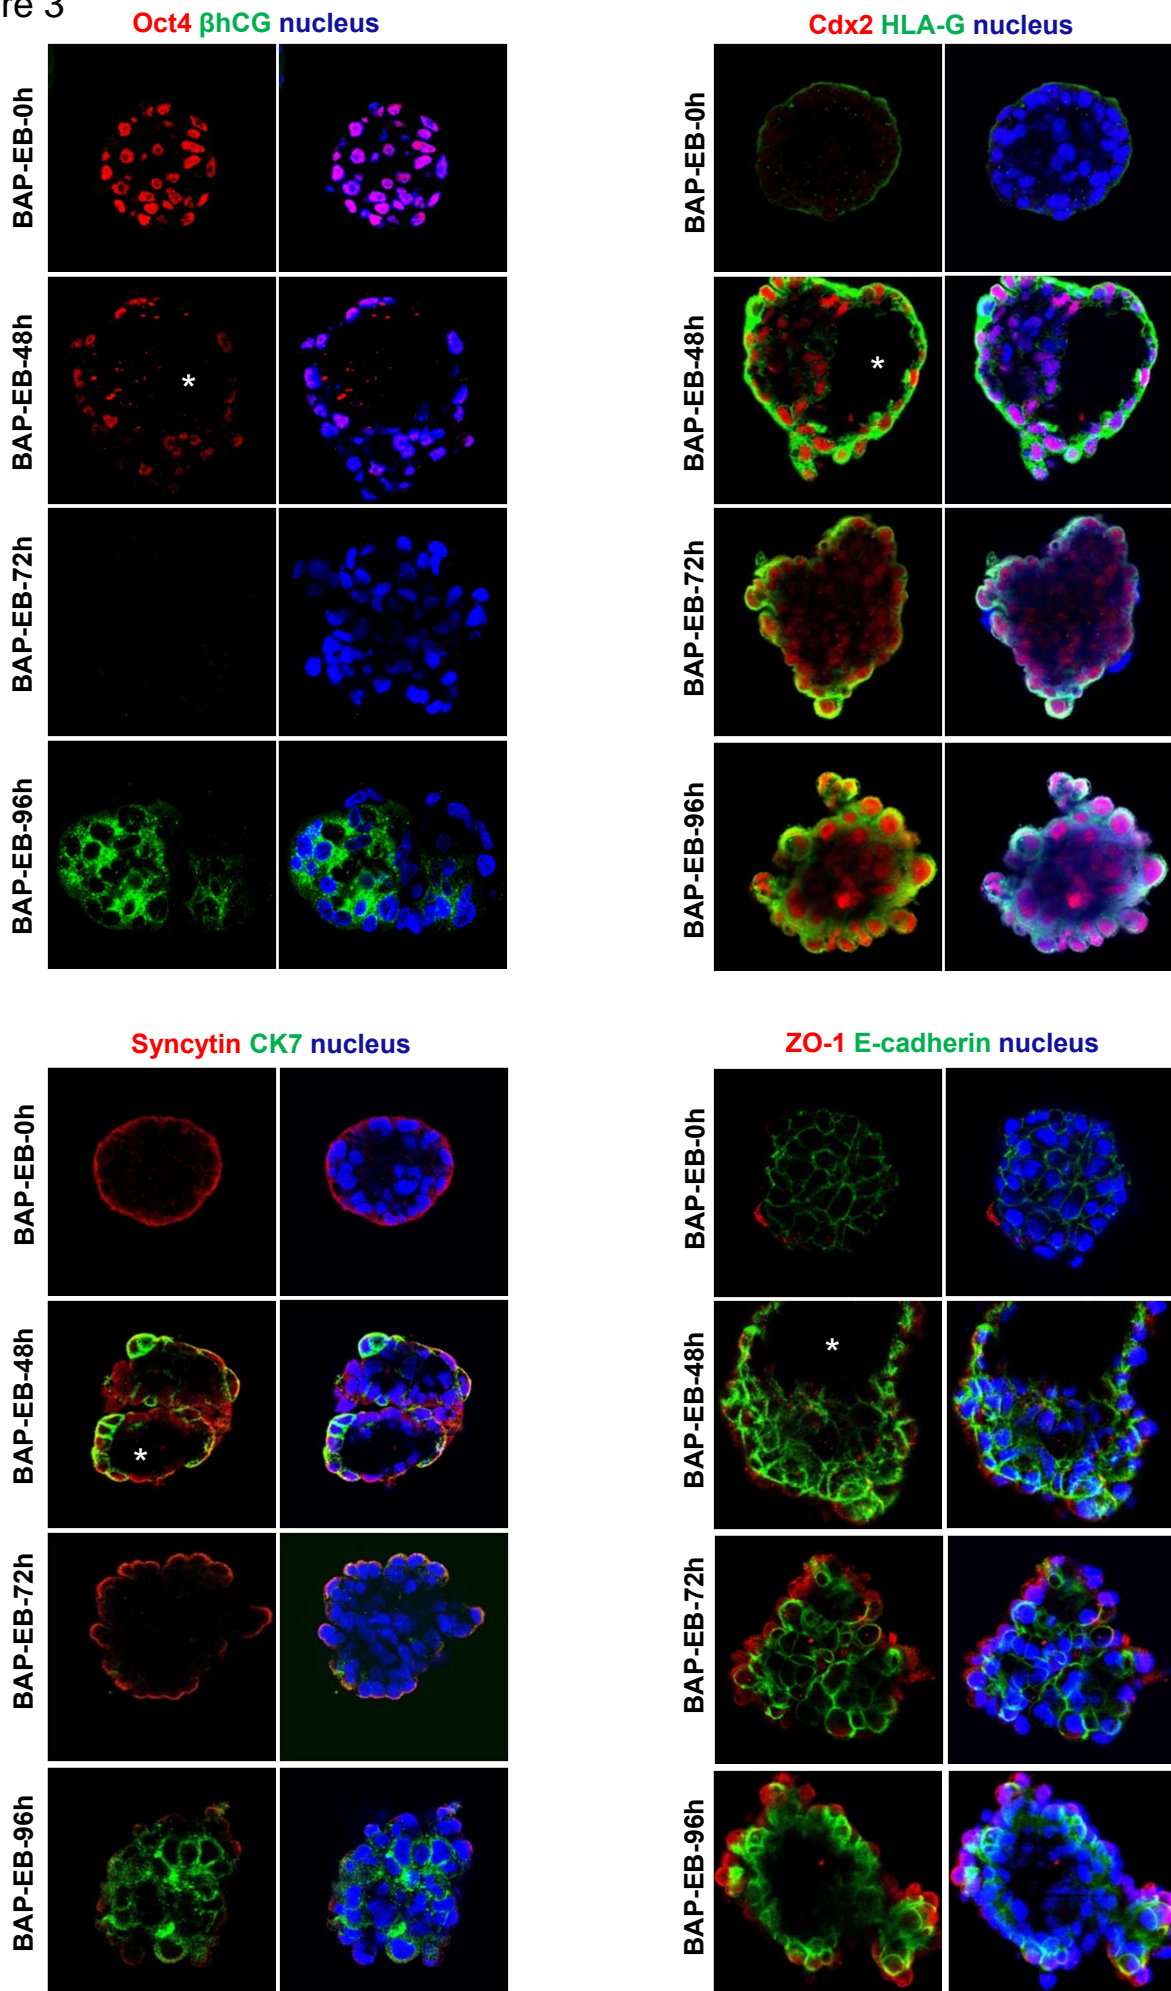 re 3
Oct4 βhCG nucleus
BAP-EB-0h
BAP-EB-48h
*
BAP-EB-72h
BAP-EB-96h
Cdx2 HLA-G nucleus
BAP-EB-0h
BAP-EB-48h
*
BAP-EB-72h
BAP-EB-96h
Syncytin CK7 nucleus
BAP-EB-0h
BAP-EB-48h
*
BAP-EB-72h
BAP-EB-96h
ZO-1 E-cadherin nucleus
BAP-EB-0h
BAP-EB-48h
*
BAP-EB-72h
BAP-EB-96h